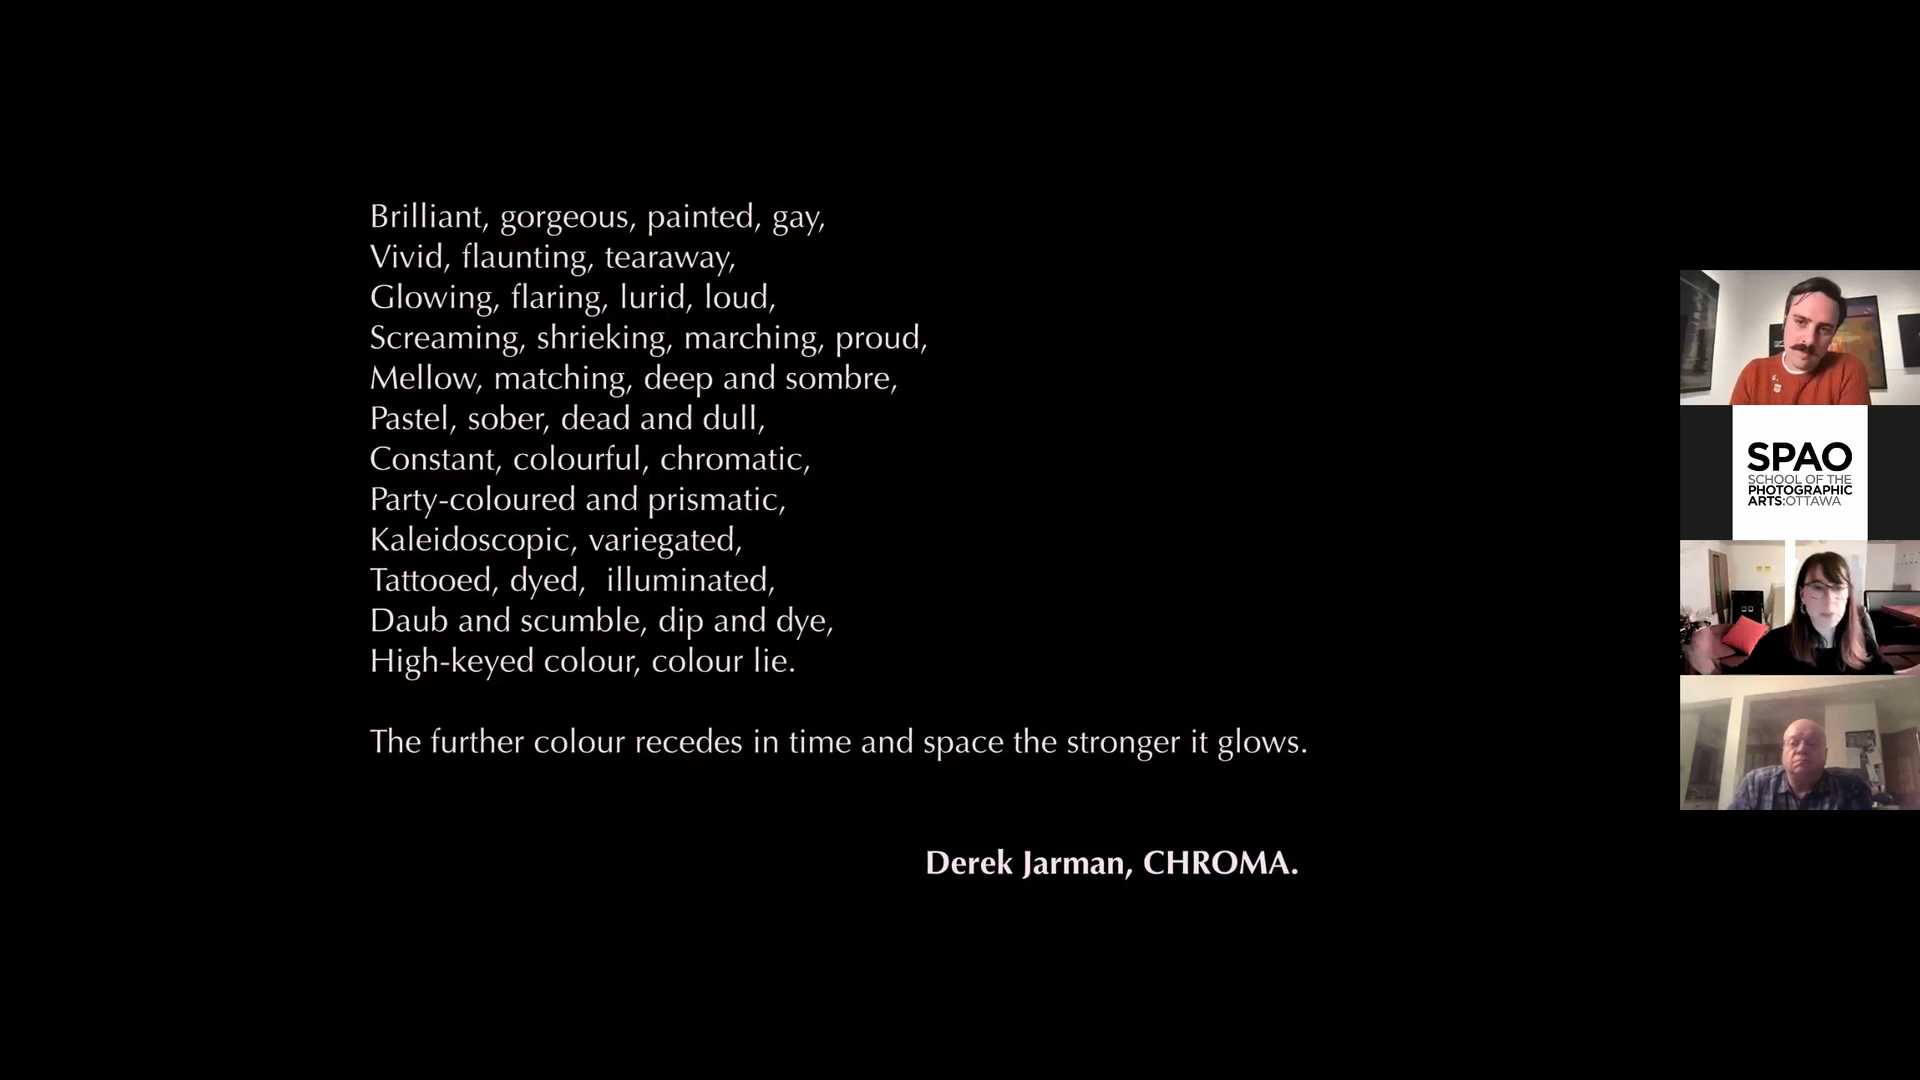 Brilliant, gorgeous, painted, gay,
Vivid, flaunting, tearaway,
Glowing, flaring, lurid, loud,
Screaming, shrieking, marching, proud,
Mellow, matching, deep and sombre,
Pastel, sober, dead and dull,
Constant, colourful, chromatic,
Party-coloured and prismatic,
Kaleidoscopic, variegated,
Tattooed, dyed,  illuminated,
Daub and scumble, dip and dye,
High-keyed colour, colour lie.
The further colour recedes in time and space the stronger it glows.
Derek Jarman, CHROMA.
SPAO
SCHOOL OF THE
PHOTOGRAPHIC
ARTS:OTTAWA